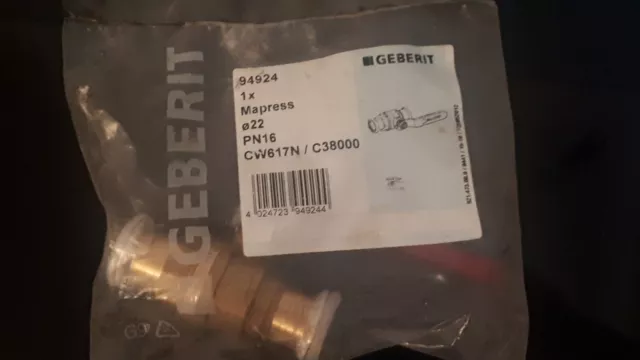 GEBERIT
GEBERIT
94924
1x
Mapress
ø22
PN16
CW617N / C38000
4 024723 949244